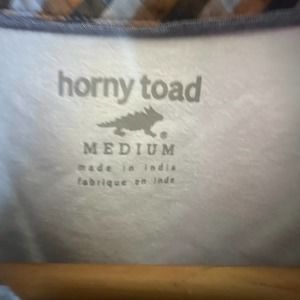 horny toad
®
MEDIUM
made in india
fabrique en inde